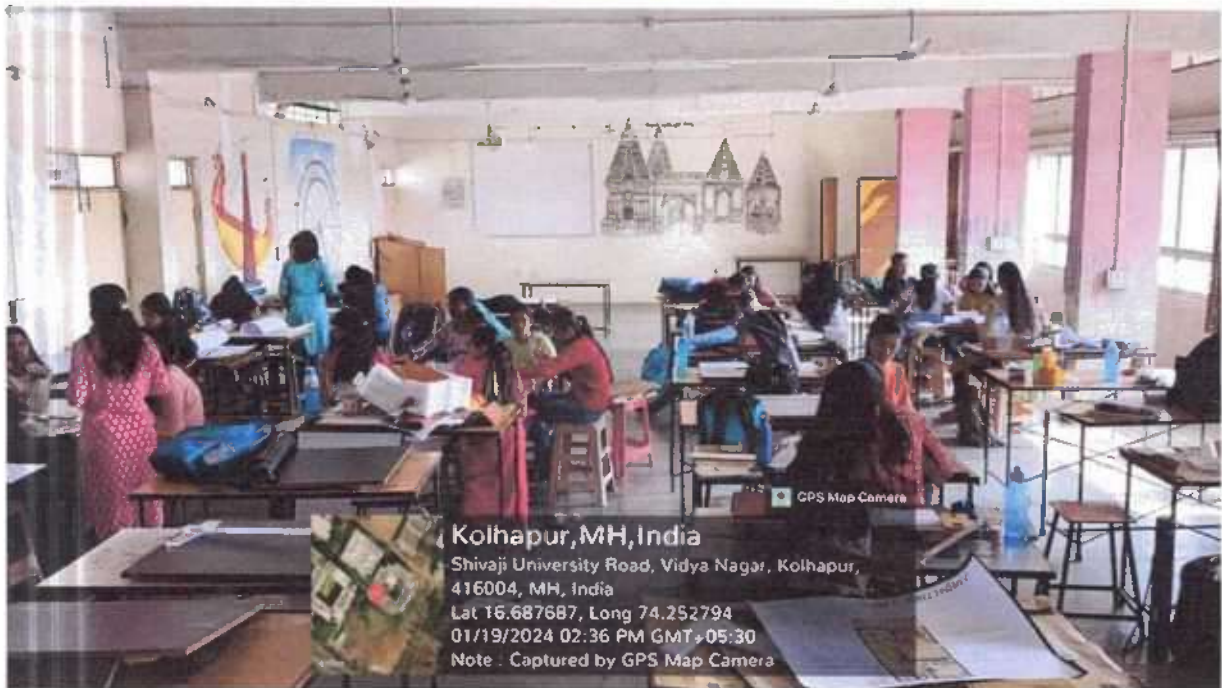 GPS Map Camera
Kolhapur,MH,India
Shivaji University Road, Vidya Nagar, Kolhapur,
416004, MH, India
Lat 16.687687, Long 74.252794
01/19/2024 02:36 PM GMT+05:30
Note : Captured by GPS Map Camera